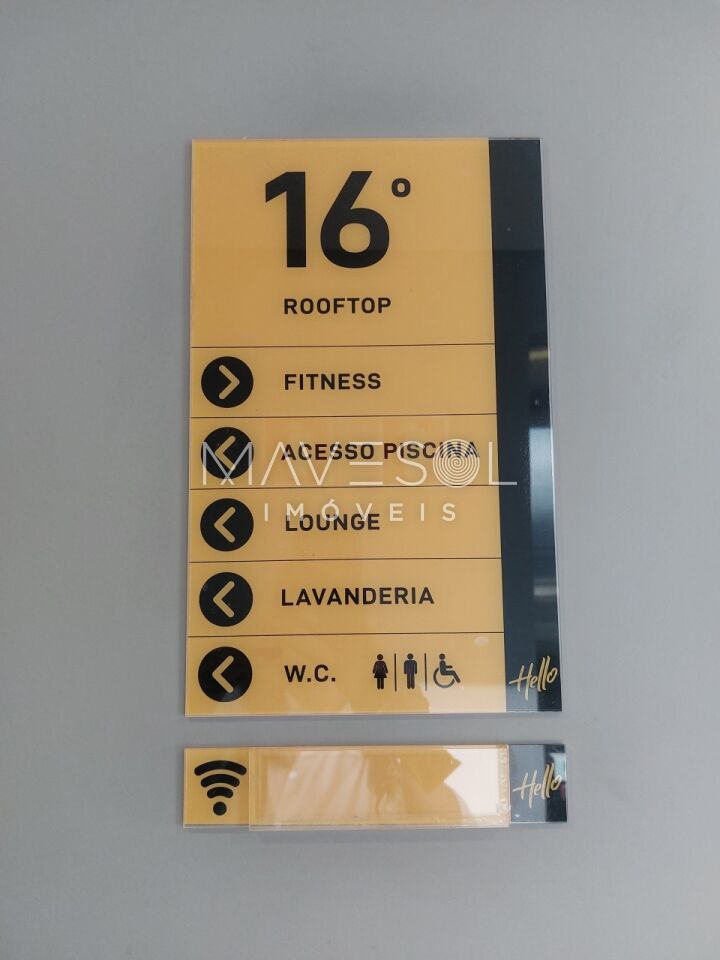 16º
ROOFTOP
FITNESS
ACESSO PISCINA
MAVESOL
IMÓVEIS
LOUNGE
LAVANDERIA
W.C.
Hello
Hello